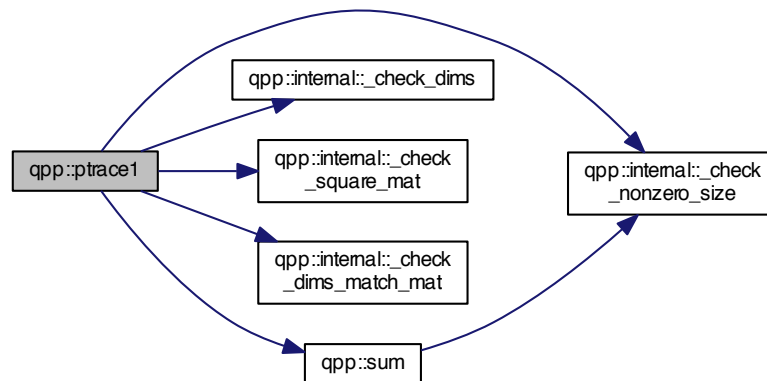 qpp::internal::_check_dims
qpp::ptrace1
qpp::internal::_check
_square_mat
qpp::internal::_check
_nonzero_size
qpp::internal::_check
_dims_match_mat
qpp::sum